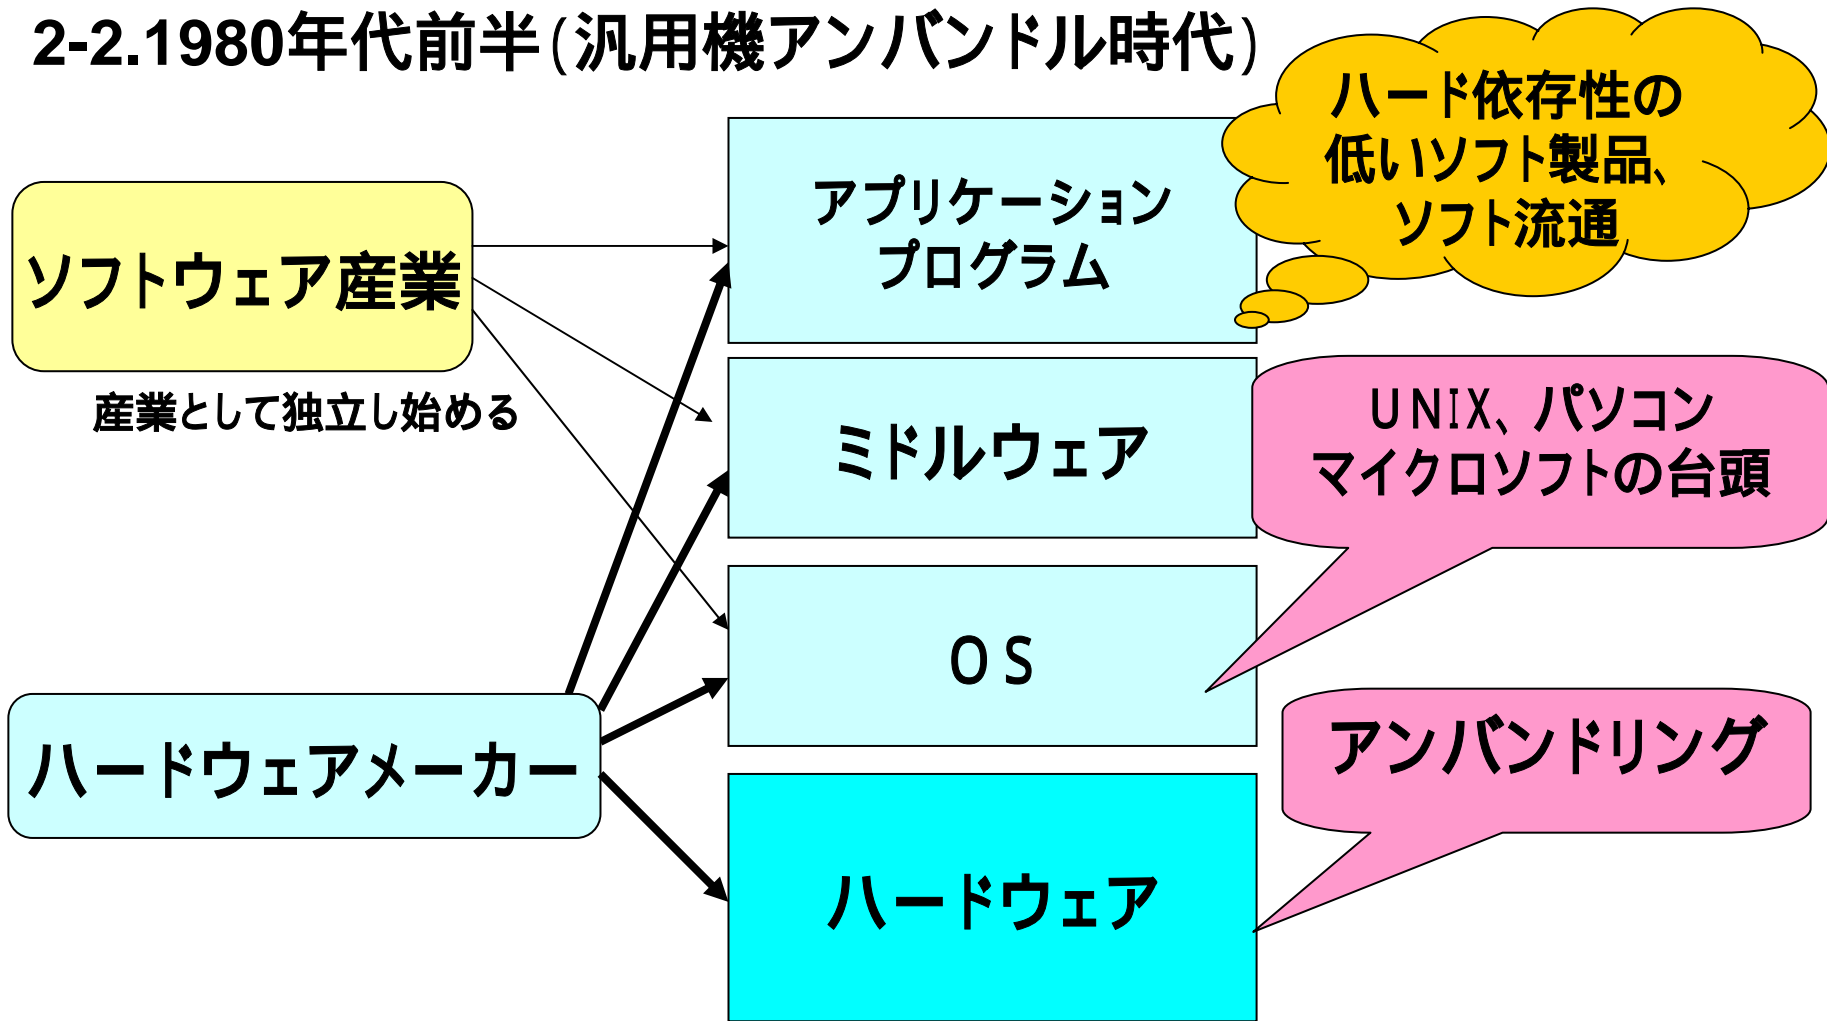 2-2.1980年代前半(汎用機アンバンドル時代)
ハード依存性の
低いソフト製品、
ソフト流通
アプリケーション
プログラム
ソフトウェア産業
産業として独立し始める
ミドルウェア
UNIX、パソコン
マイクロソフトの台頭
OS
アンバンドリング
ハードウェアメーカー
ハードウェア